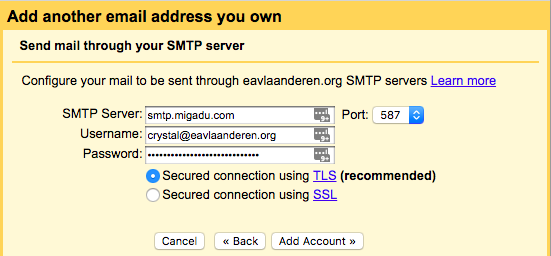 Add another email address you own
Send mail through your SMTP server
Configure your mail to be sent through eavlaanderen.org SMTP servers Learn more
SMTP Server: smtp.migadu.com Port: 587
Username: crystal@eavlaanderen.org
Password: •••••••••••••••••••••••••••••
Secured connection using TLS (recommended)
Secured connection using SSL
Cancel « Back Add Account »